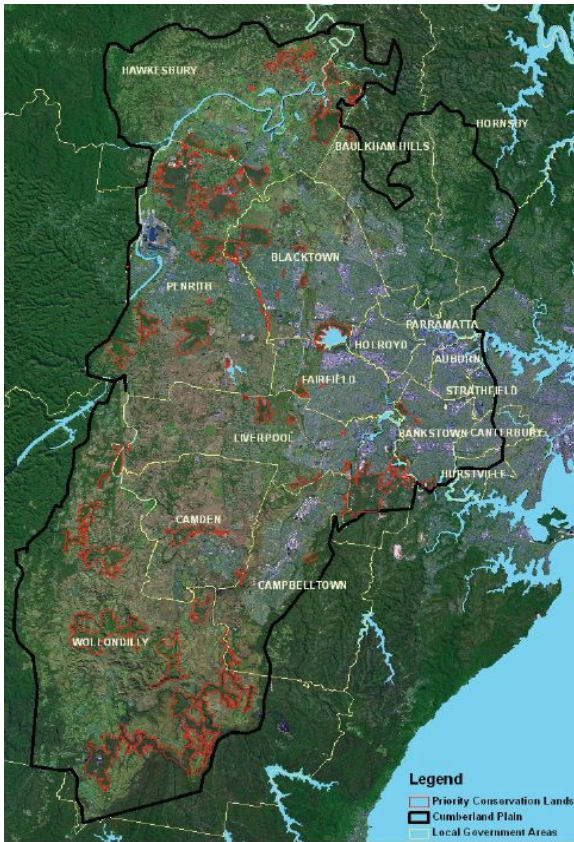 HAWKESBURY
HORNSBY
BAULKHAM HILLS
BLACKTOWN
PENRITH
PARRAMATTA
HOLROYD
AUBURN
FAIRFIELD
STRATHFIELD
LIVERPOOL
BANKSTOWN
CANTERBURY
HURSTVILLE
CAMDEN
CAMPBELLTOWN
WOLLONDILLY
Legend
Priority Conservation Lands
Cumberland Plain
Local Government Areas